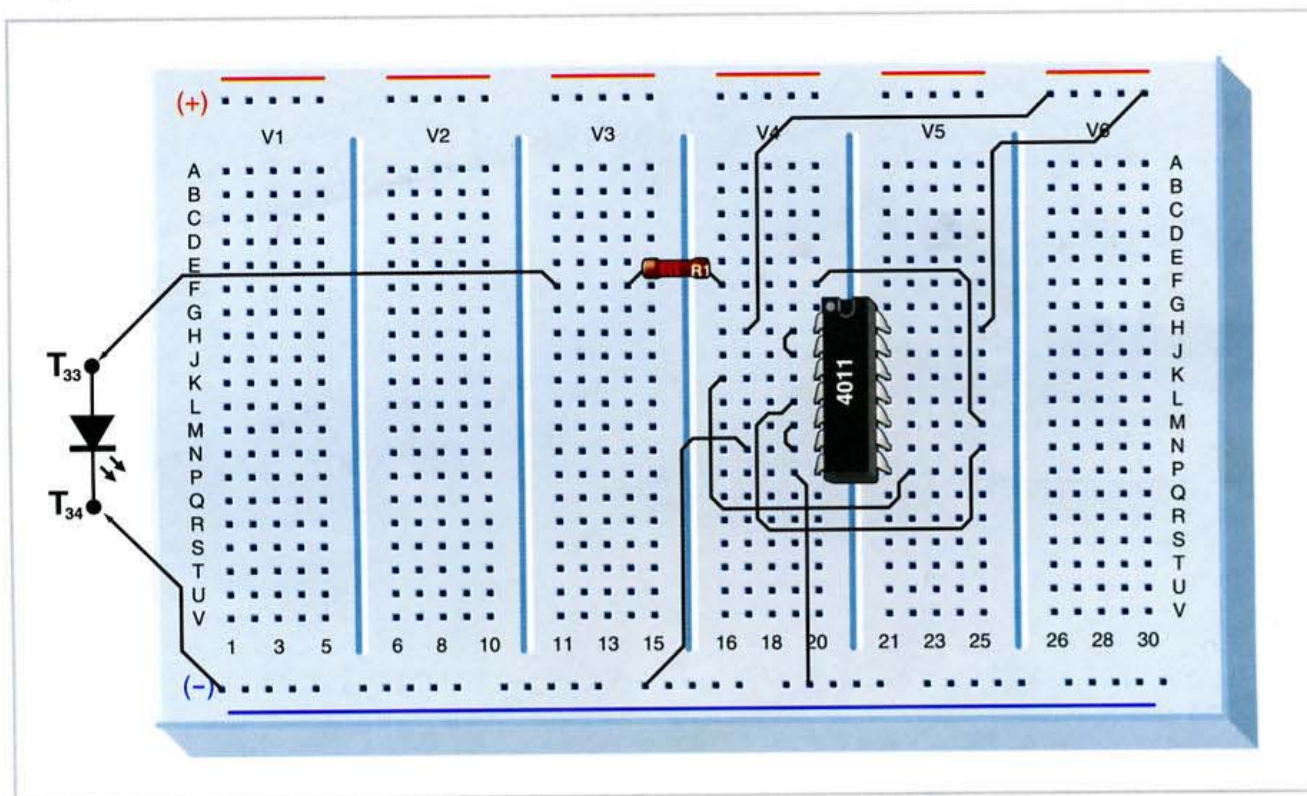 (+)
V1 V2 V3 V4 V5 V6
A A
B B
C C
D D
E E
R1
F F
G G
H H
J J
T33
K K
4011
L L
M M
N N
P P
T34
Q Q
R R
S S
T T
U U
V V
1 3 5 6 8 10 11 13 15 16 18 20 21 23 25 26 28 30
(-)